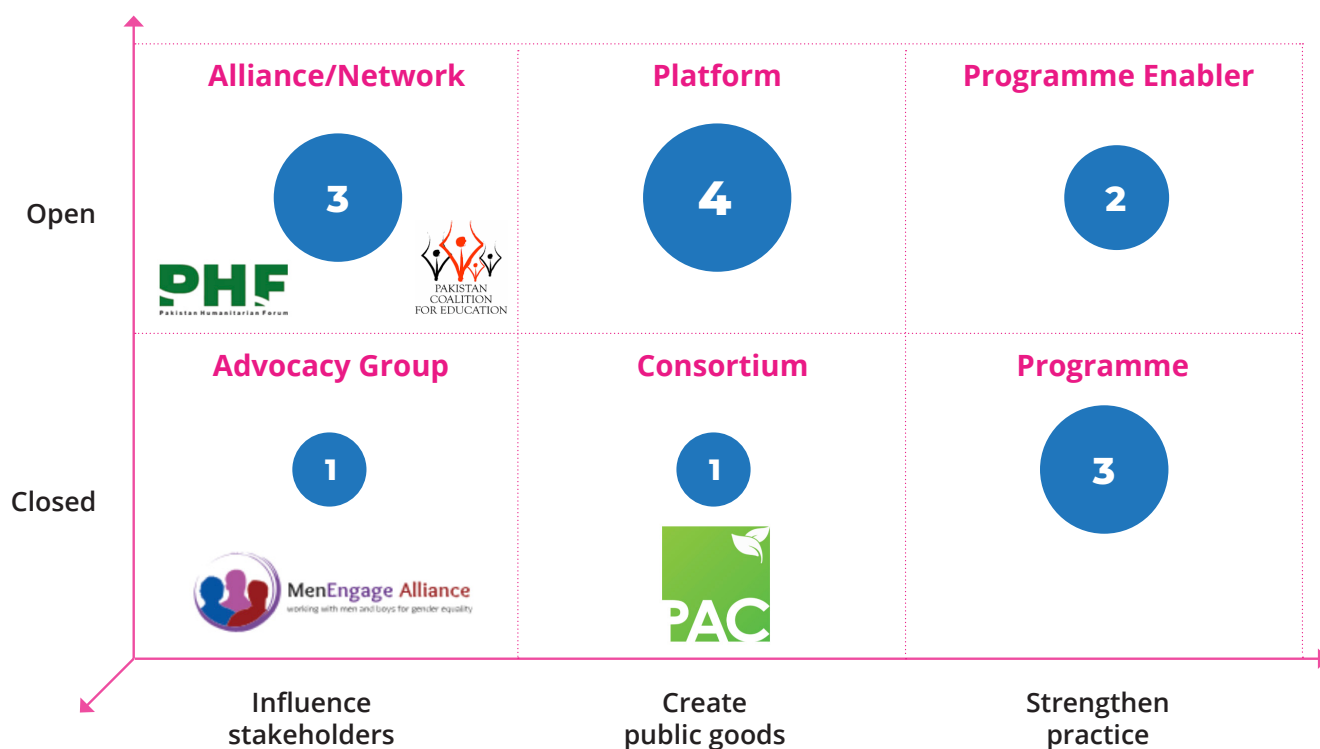 Alliance/Network
Platform
Programme Enabler
Open
3
4
2
PHF
Pakistan Humanitarian Forum
PAKISTAN
COALITION
FOR EDUCATION
Advocacy Group
Consortium
Programme
Closed
1
1
3
MenEngage Alliance
working with men and boys for gender equality
PAC
Influence
stakeholders
Create
public goods
Strengthen
practice